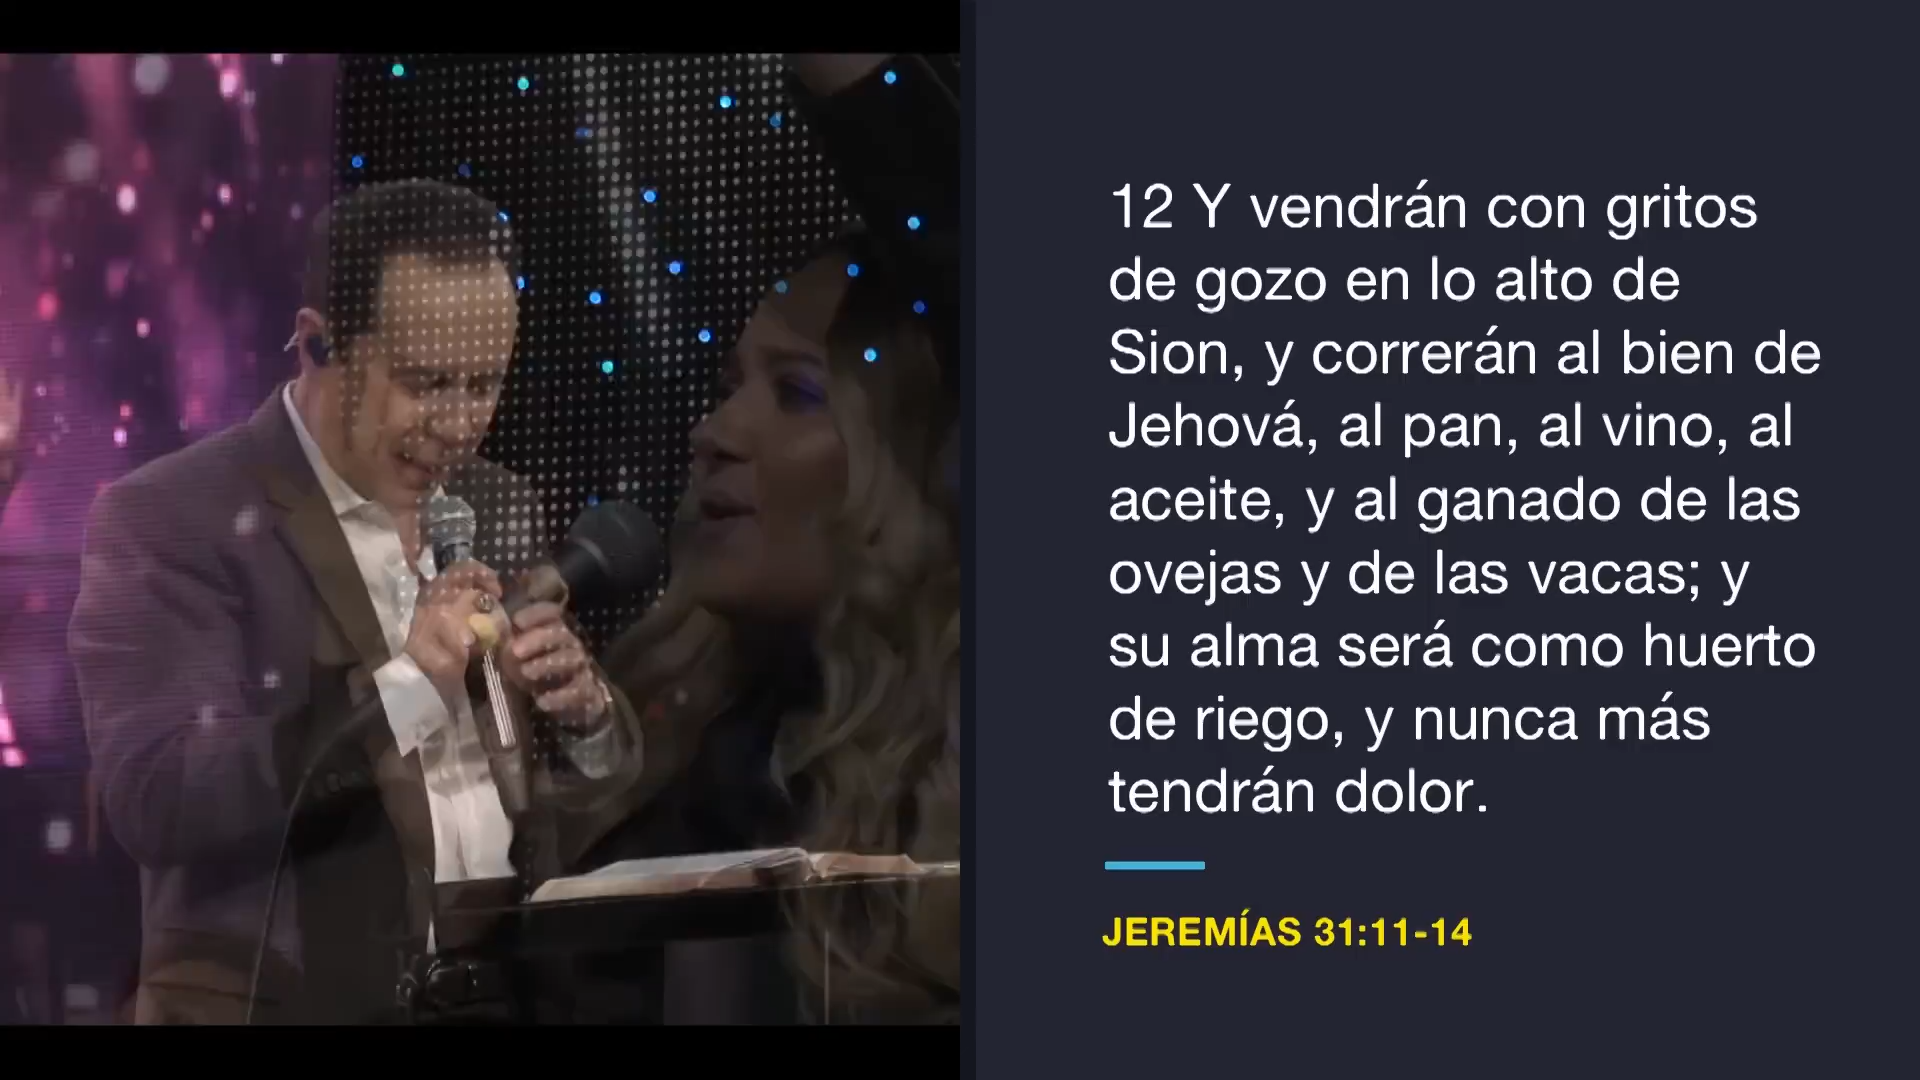 12 Y vendrán con gritos
de gozo en lo alto de
Sion, y correrán al bien de
Jehová, al pan, al vino, al
aceite, y al ganado de las
ovejas y de las vacas; y
su alma será como huerto
de riego, y nunca más
tendrán dolor.
JEREMÍAS 31:11-14